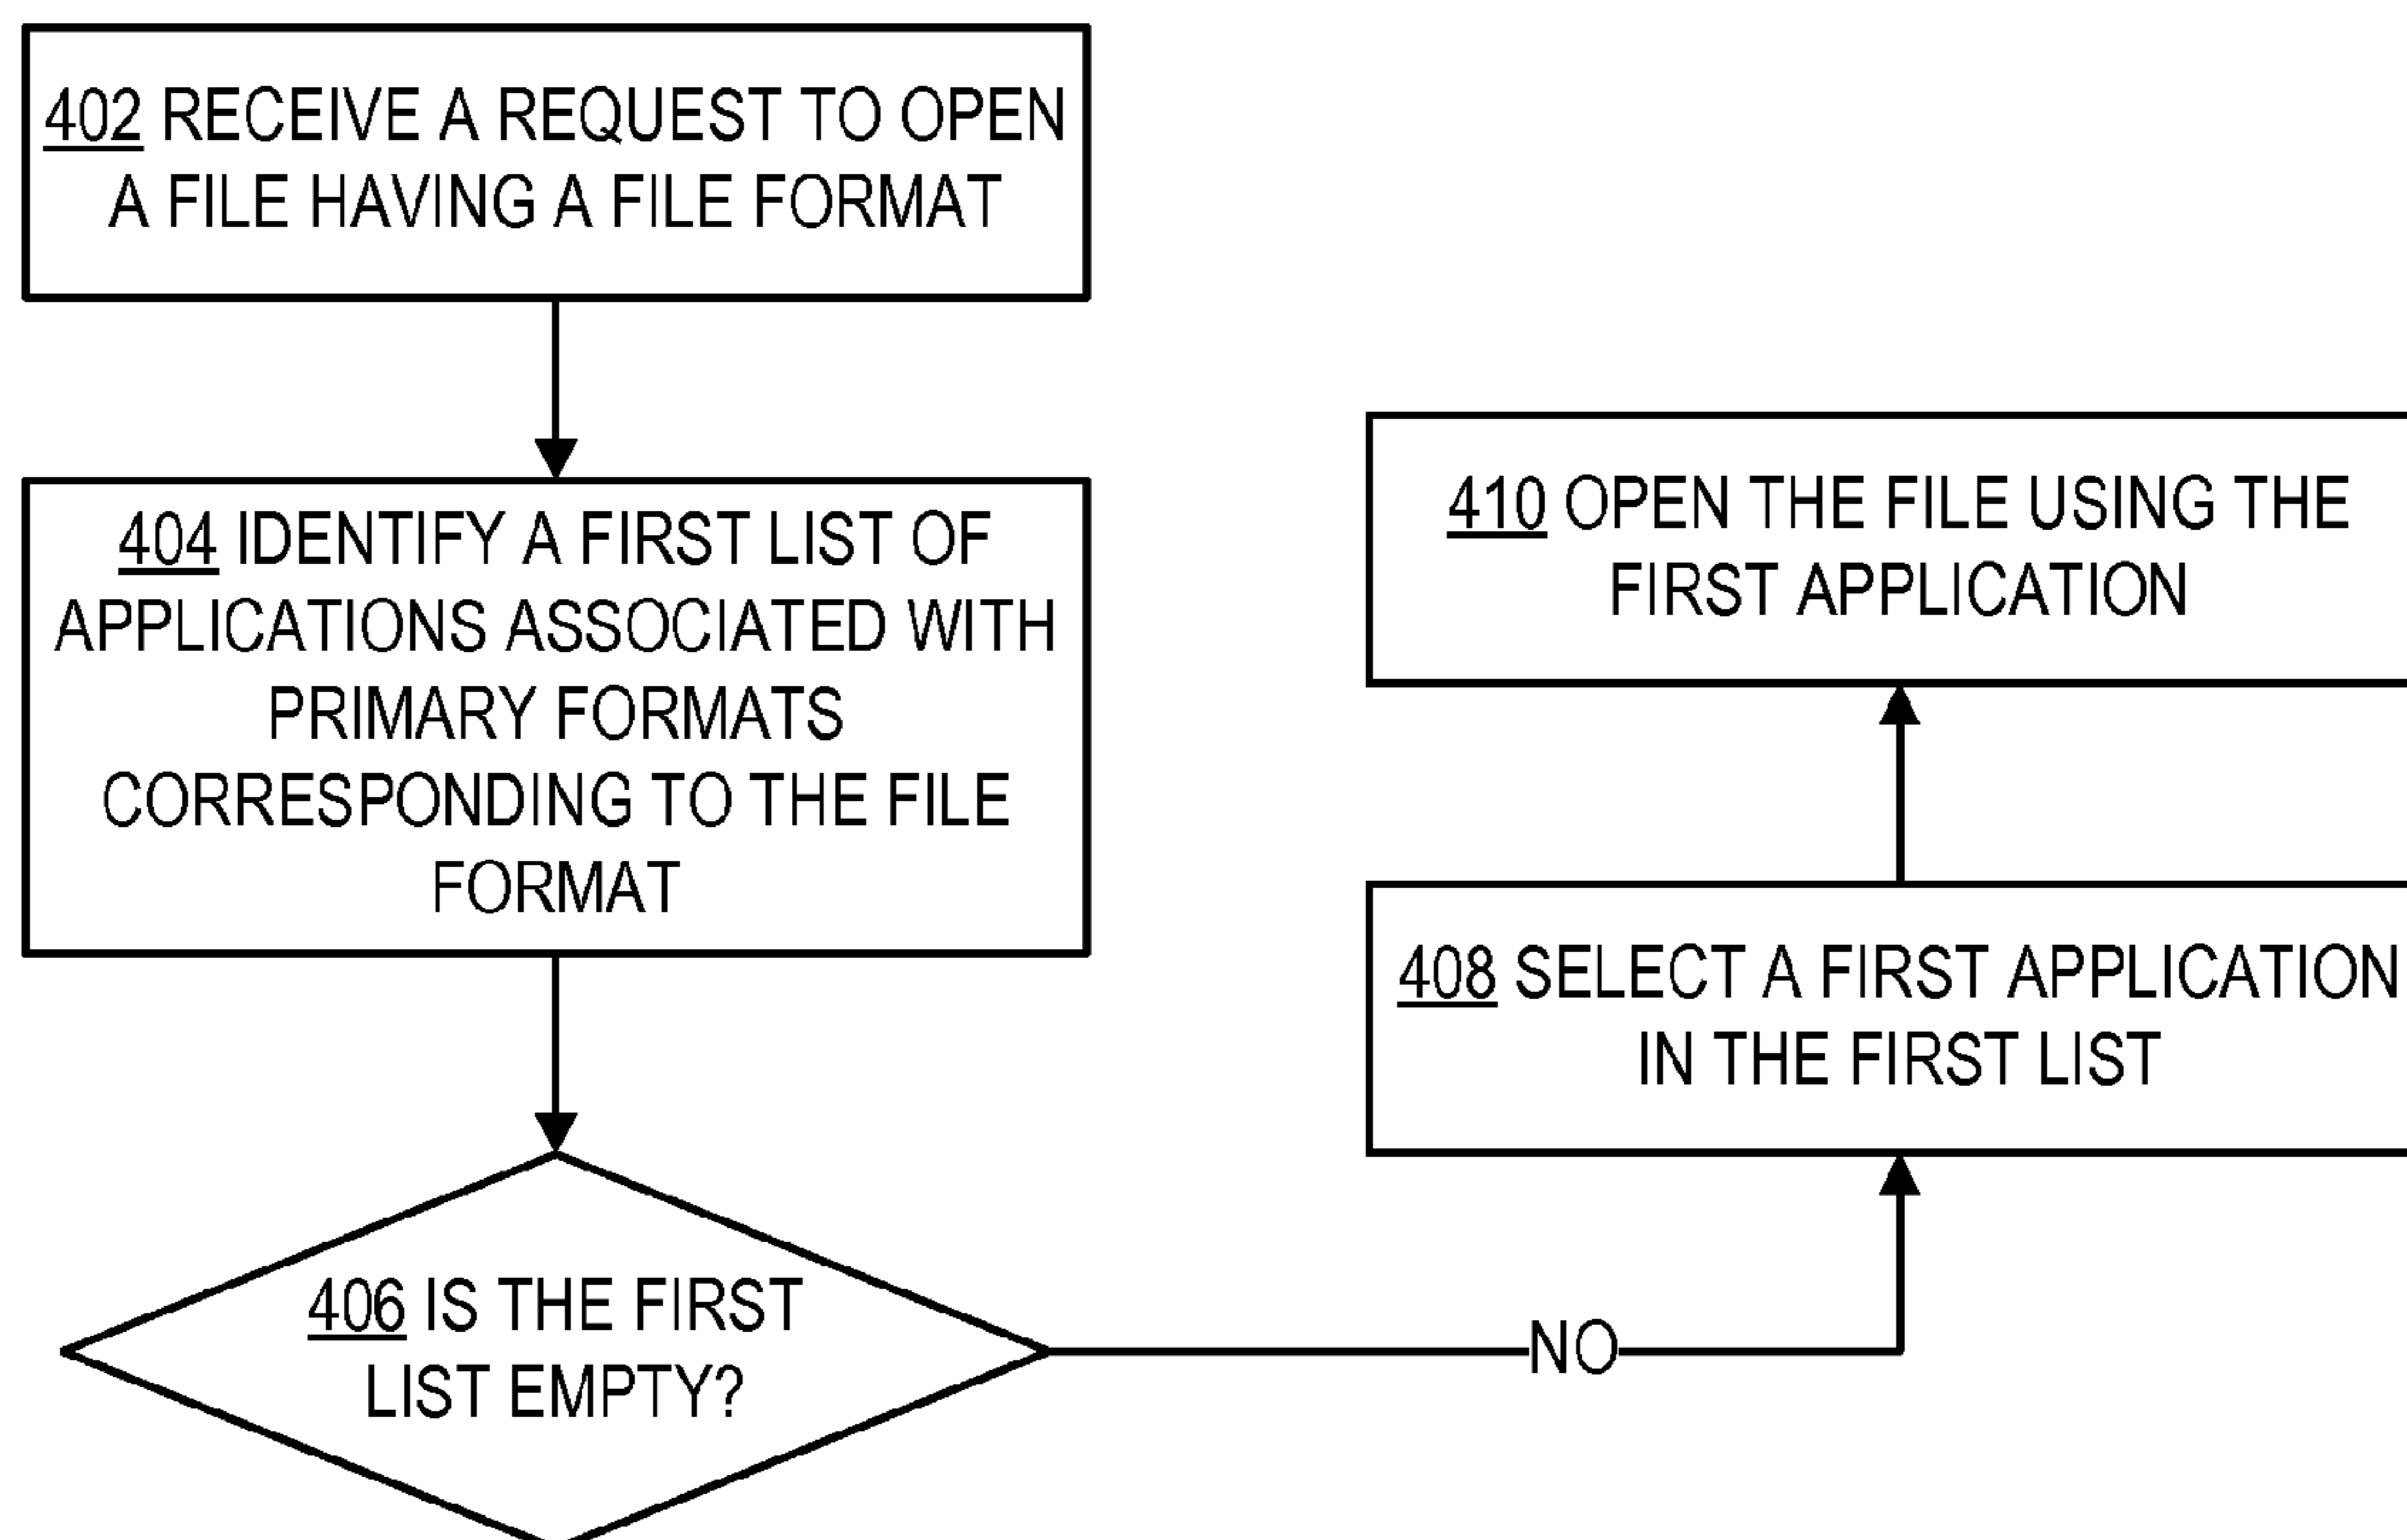 402 RECEIVE A REQUEST TO OPEN
A FILE HAVING A FILE FORMAT
404 IDENTIFY A FIRST LIST OF
APPLICATIONS ASSOCIATED WITH
PRIMARY FORMATS
CORRESPONDING TO THE FILE
FORMAT
406 IS THE FIRST
LIST EMPTY?
NO
408 SELECT A FIRST APPLICATION
IN THE FIRST LIST
410 OPEN THE FILE USING THE
FIRST APPLICATION